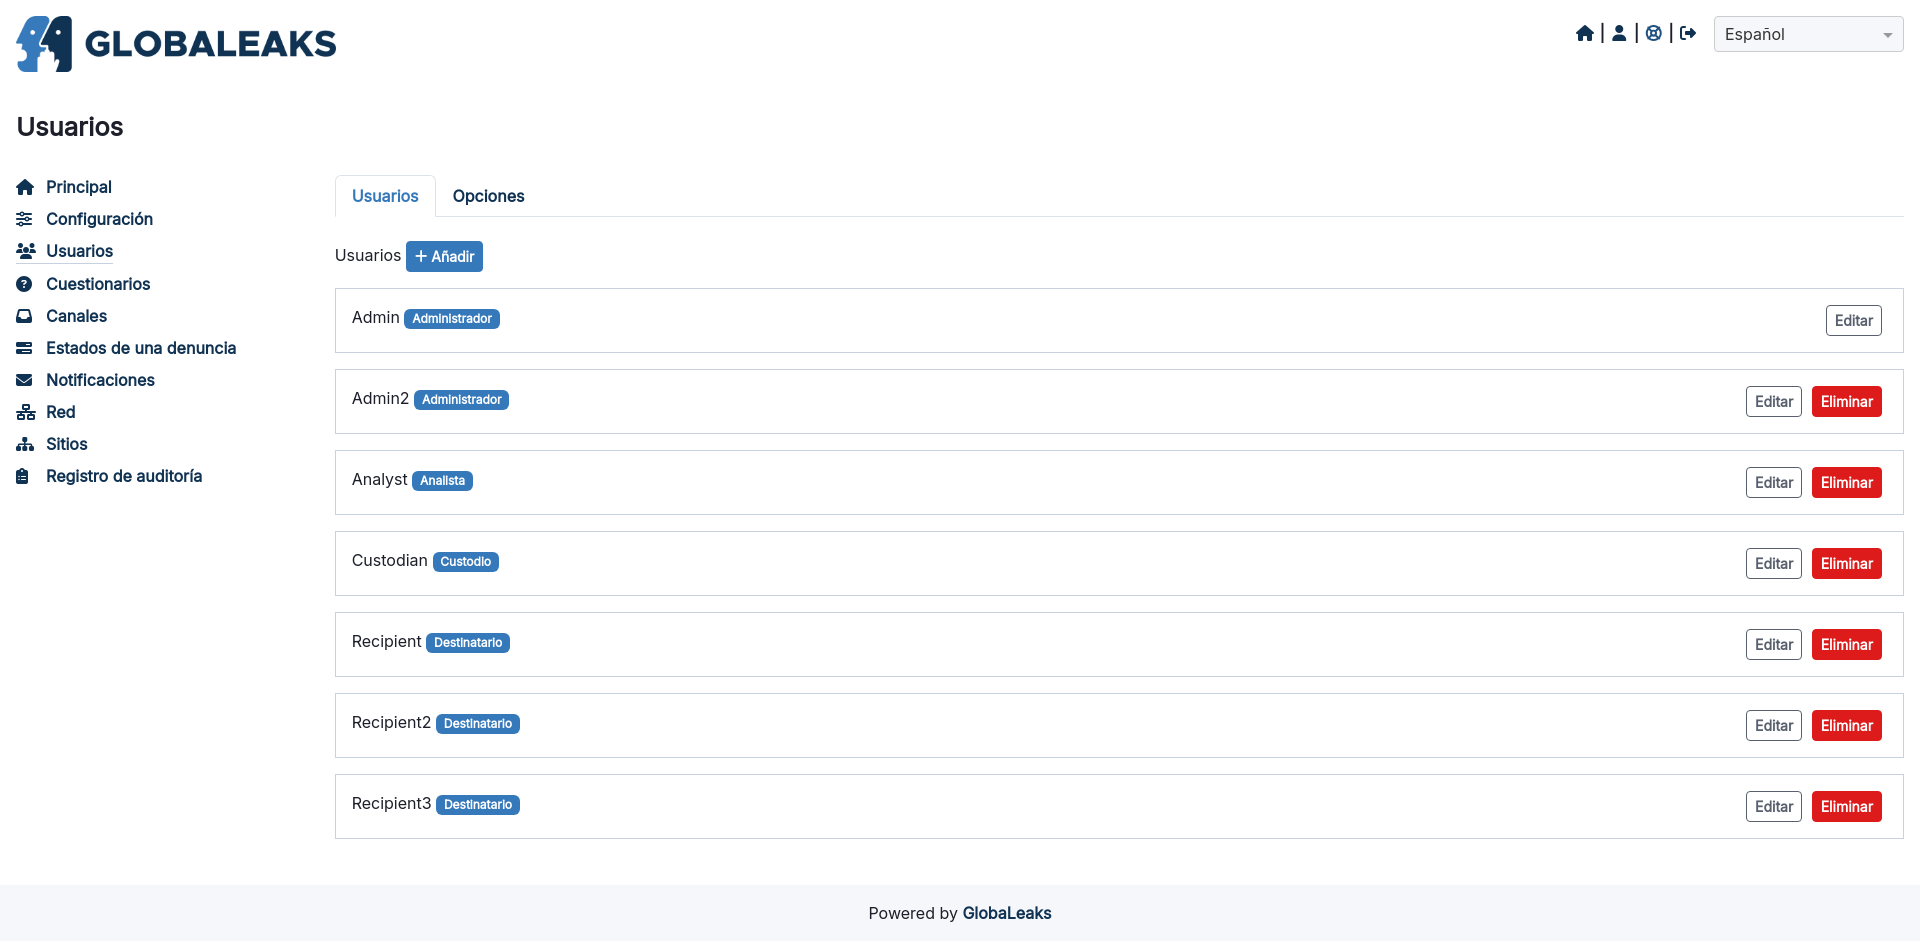 GLOBALEAKS
| | |
Español
Usuarios
Principal
Configuración
Usuarios
Cuestionarios
Canales
Estados de una denuncia
Notificaciones
Red
Sitios
Registro de auditoría
Usuarios Opciones
Usuarios + Añadir
Admin Administrador Editar
Admin2 Administrador Editar Eliminar
Analyst Analista Editar Eliminar
Custodian Custodio Editar Eliminar
Recipient Destinatario Editar Eliminar
Recipient2 Destinatario Editar Eliminar
Recipient3 Destinatario Editar Eliminar
Powered by GlobaLeaks